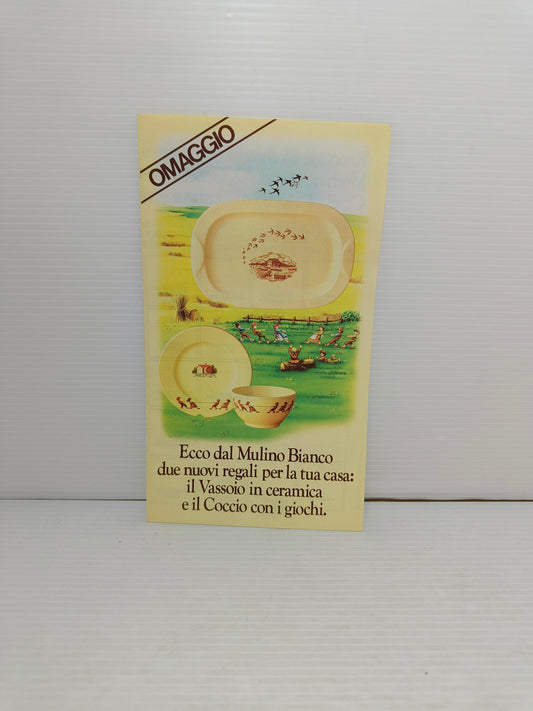 OMAGGIO
Ecco dal Mulino Bianco
due nuovi regali per la tua casa:
il Vassoio in ceramica
e il Coccio con i giochi.